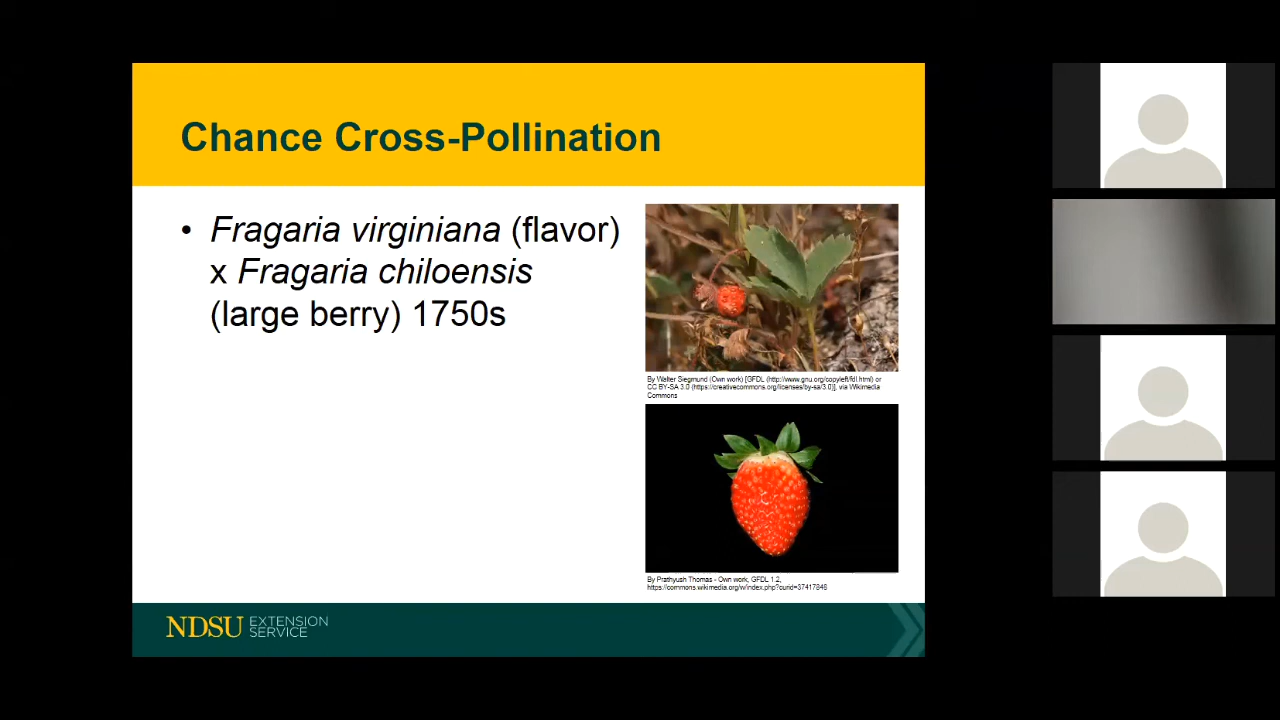 Chance Cross-Pollination
• Fragaria virginiana (flavor)
x Fragaria chiloensis
(large berry) 1750s
By Walter Siegmund (Own work) [GFDL (http://www.gnu.org/copyleft/fdl.html) or
CC BY-SA 3.0 (https://creativecommons.org/licenses/by-sa/3.0)], via Wikimedia
Commons
By Prathyush Thomas - Own work, GFDL 1.2,
https://commons.wikimedia.org/w/index.php?curid=37417846
NDSU EXTENSION
SERVICE